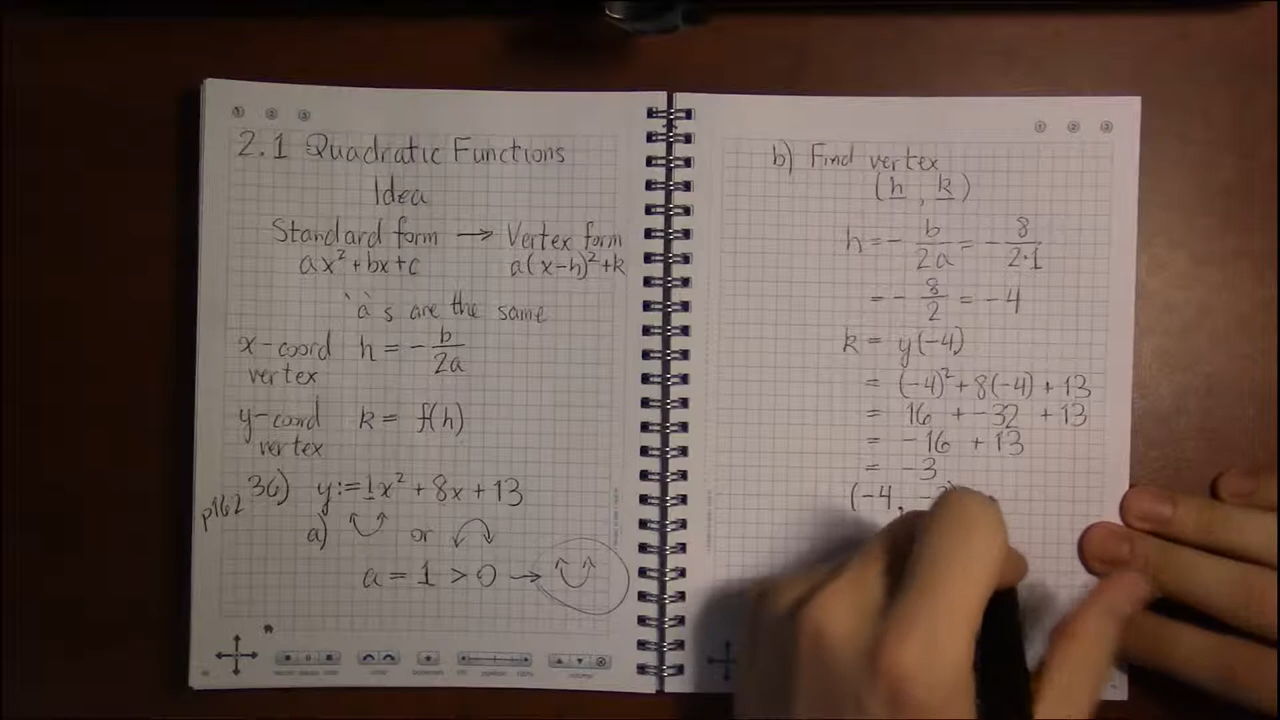 2.1 Quadratic Functions
Idea
Standard form → Vertex form
ax² + bx + c a(x-h)² + k
`a`s are the same
x-coord h = - b/2a
vertex
y-coord k = f(h)
vertex
p162 36) y := 1x² + 8x + 13
a) or
a = 1 > 0 →
b) Find vertex
(h, k)
h = - b/2a = - 8/2·1
= - 8/2 = -4
k = y(-4)
= (-4)² + 8(-4) + 13
= 16 + -32 + 13
= -16 + 13
= -3
(-4, -3)